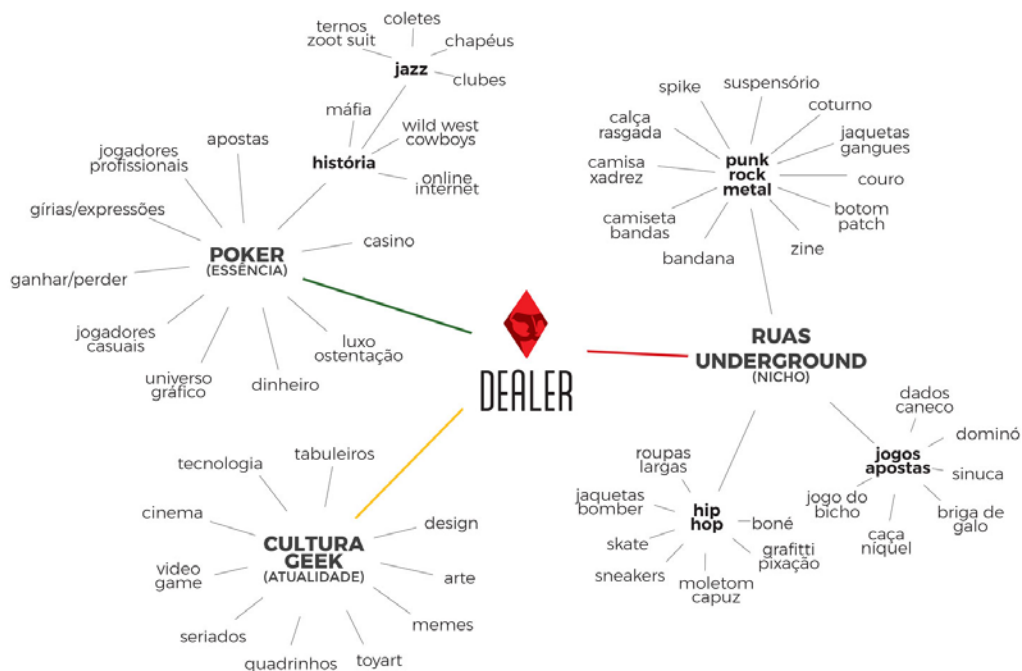 ternos
zoot suit
coletes
chapéus
jazz
clubes
máfia
wild west
cowboys
história
online
internet
apostas
jogadores
profissionais
gírias/expressões
POKER
(ESSÊNCIA)
casino
ganhar/perder
jogadores
casuais
universo
gráfico
dinheiro
luxo
ostentação
DEALER
spike
suspensório
coturno
calça
rasgada
jaquetas
gangues
punk
rock
metal
camisa
xadrez
couro
camiseta
bandas
botom
patch
bandana
zine
RUAS
UNDERGROUND
(NICHO)
dados
caneco
dominó
jogos
apostas
sinuca
jogo do
bicho
caça
níquel
briga de
galo
roupas
largas
jaquetas
bomber
hip
hop
boné
skate
grafitti
pixação
sneakers
moletom
capuz
tecnologia
tabuleiros
cinema
design
CULTURA
GEEK
(ATUALIDADE)
video
game
arte
seriados
memes
quadrinhos
toyart